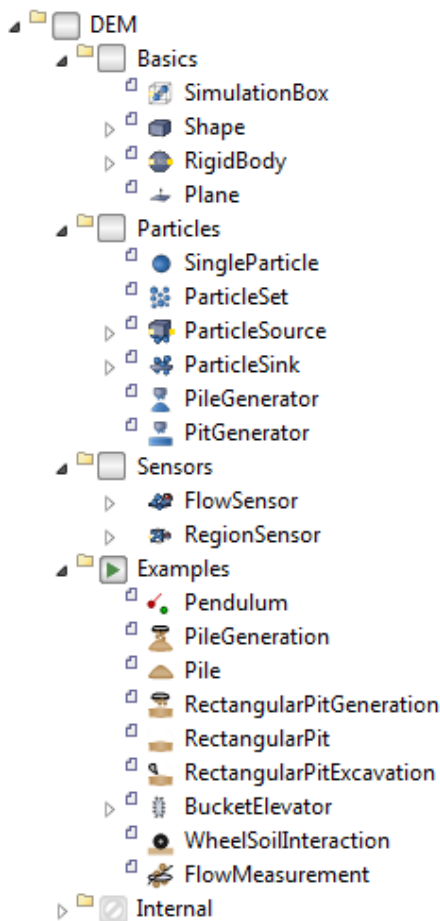 DEM
Basics
SimulationBox
Shape
RigidBody
Plane
Particles
SingleParticle
ParticleSet
ParticleSource
ParticleSink
PileGenerator
PitGenerator
Sensors
FlowSensor
RegionSensor
Examples
Pendulum
PileGeneration
Pile
RectangularPitGeneration
RectangularPit
RectangularPitExcavation
BucketElevator
WheelSoilInteraction
FlowMeasurement
Internal